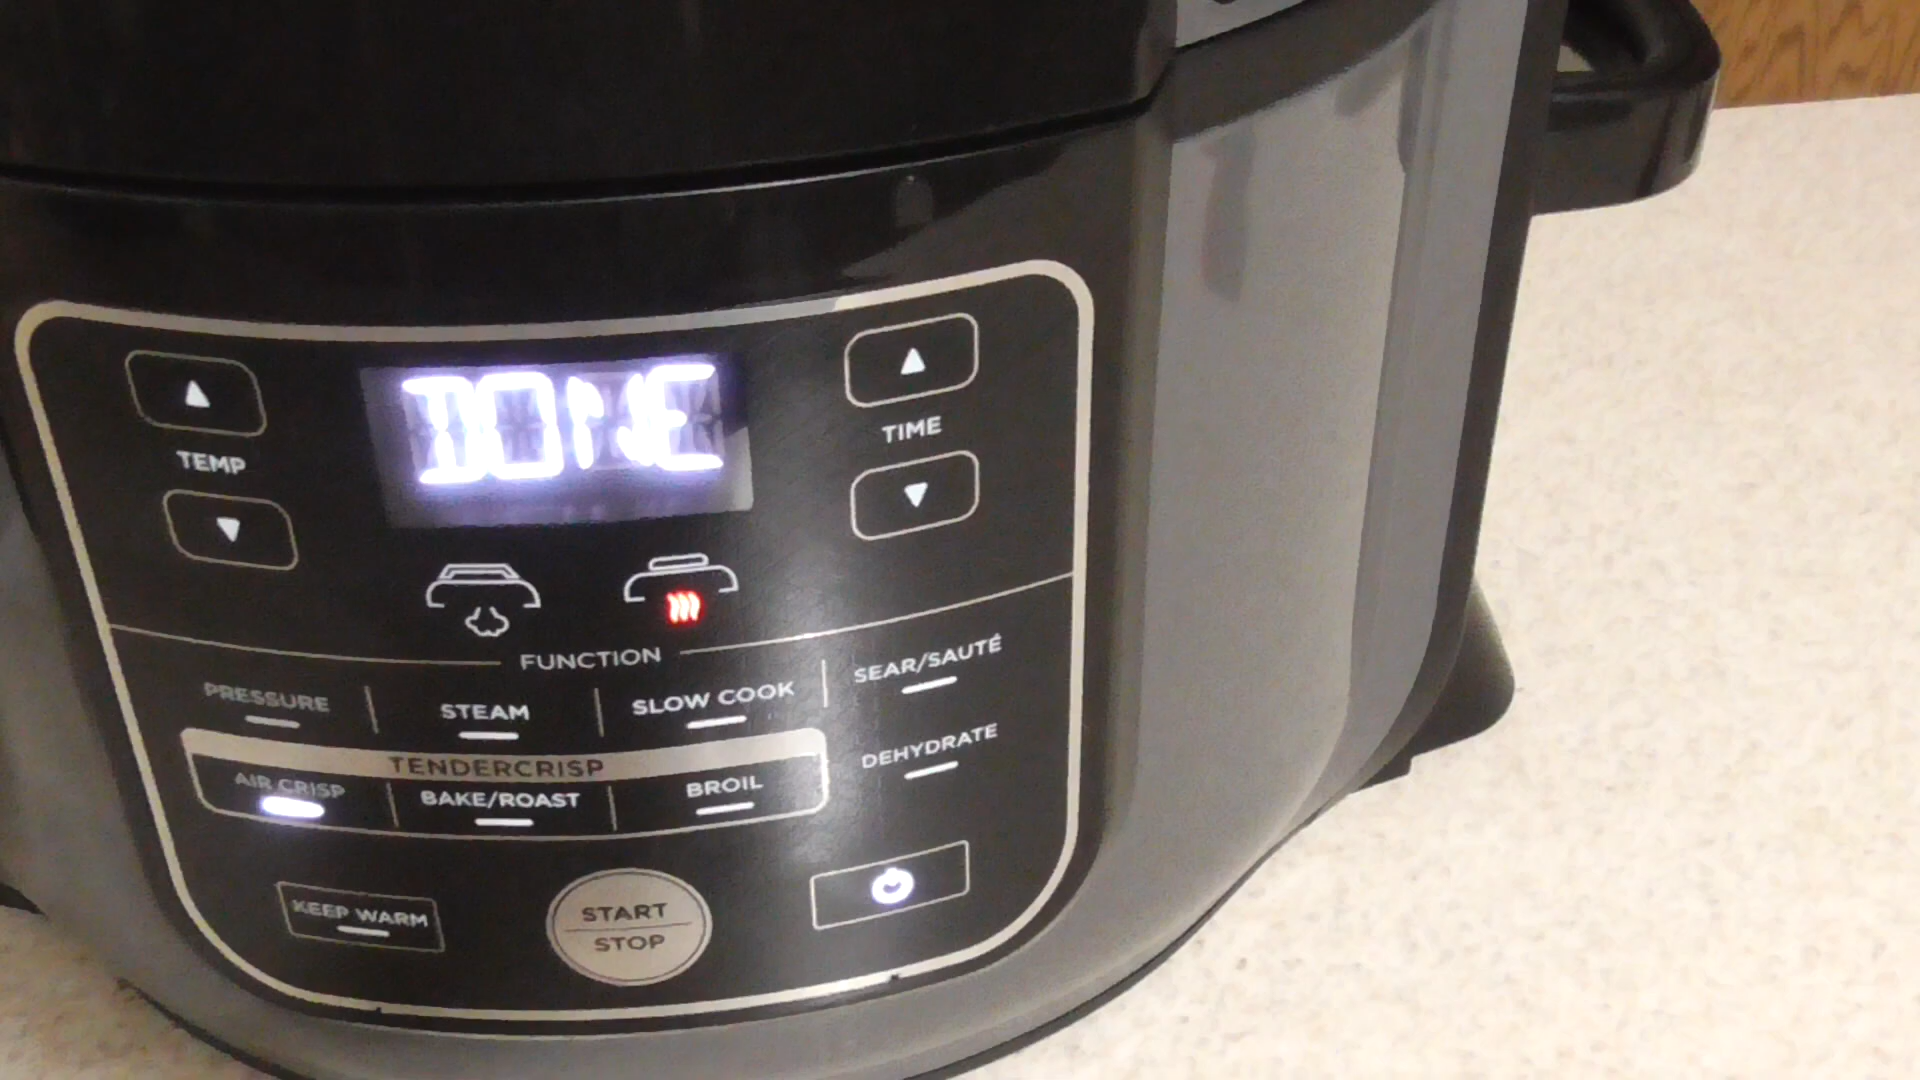 DONE
TEMP
TIME
FUNCTION
PRESSURE
STEAM
SLOW COOK
SEAR/SAUTÉ
TENDERCRISP
AIR CRISP
BAKE/ROAST
BROIL
DEHYDRATE
KEEP WARM
START
STOP